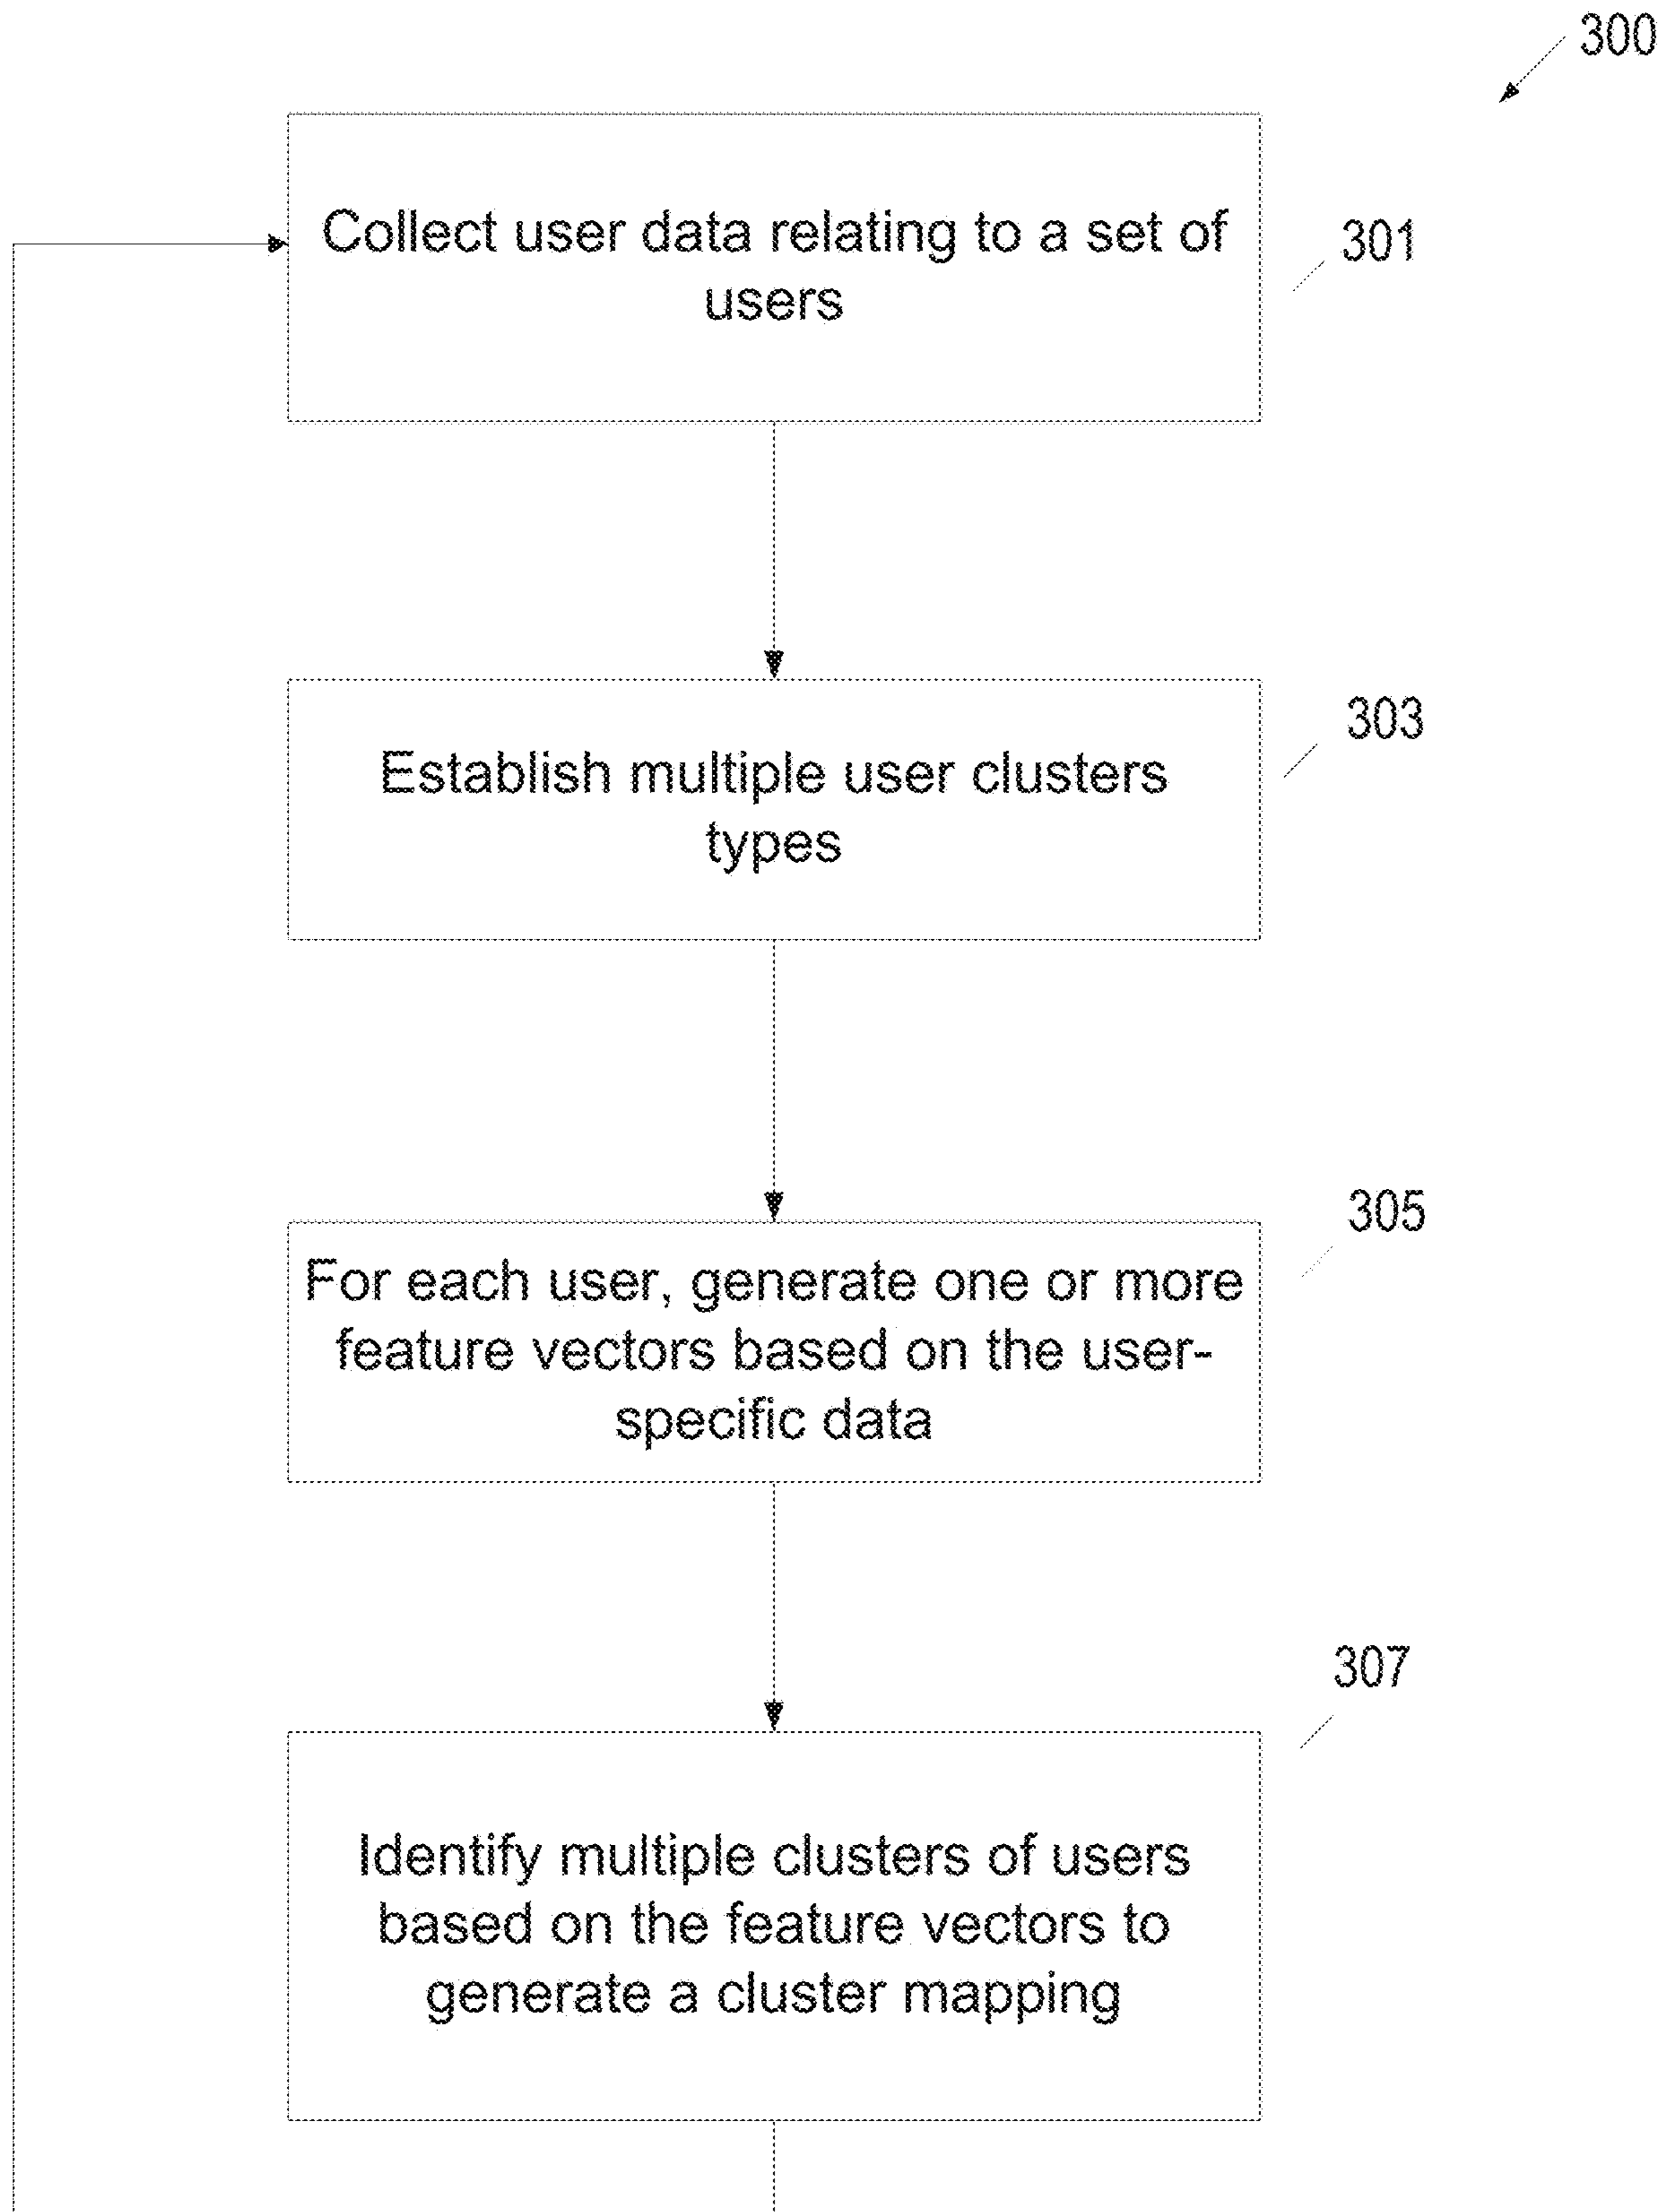 300
Collect user data relating to a set of
users
301
Establish multiple user clusters
types
303
For each user, generate one or more
feature vectors based on the user-
specific data
305
Identify multiple clusters of users
based on the feature vectors to
generate a cluster mapping
307